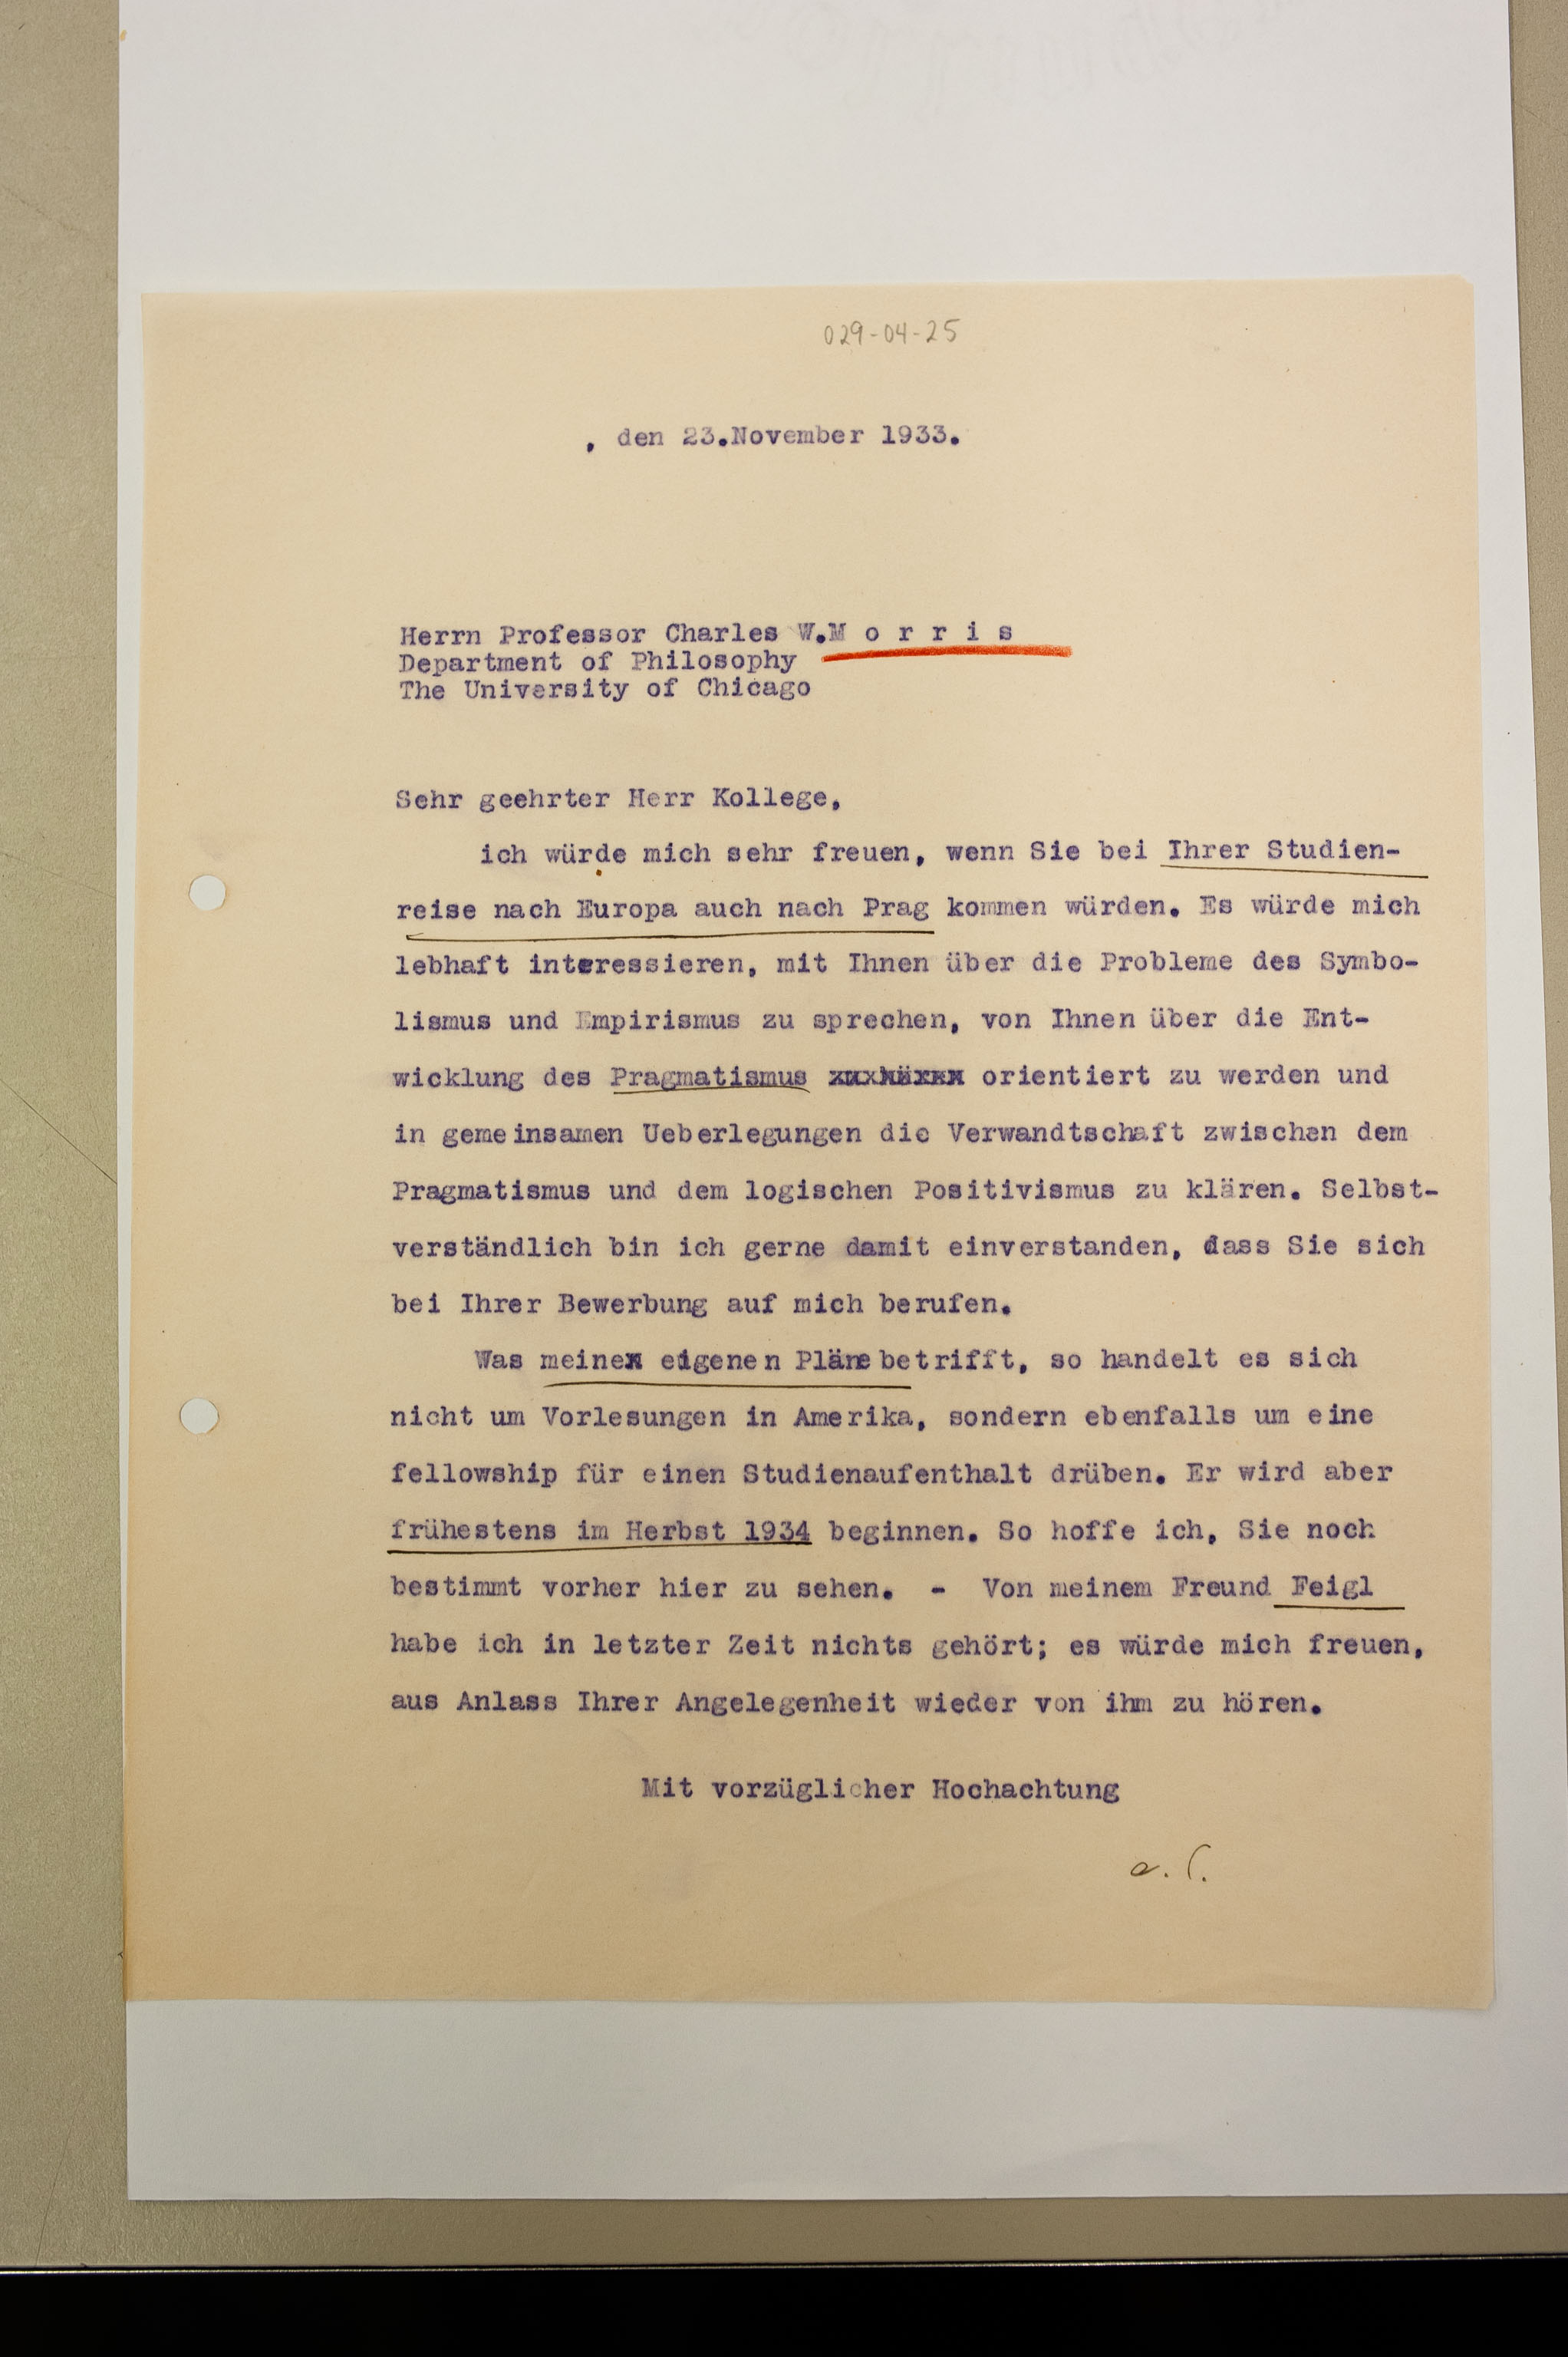 029-04-25
, den 23.November 1933.
Herrn Professor Charles W.M o r r i s
Department of Philosophy
The University of Chicago
Sehr geehrter Herr Kollege,
ich würde mich sehr freuen, wenn Sie bei Ihrer Studien-
reise nach Europa auch nach Prag kommen würden. Es würde mich
lebhaft interessieren, mit Ihnen über die Probleme des Symbo-
lismus und Empirismus zu sprechen, von Ihnen über die Ent-
wicklung des Pragmatismus orientiert zu werden und
in gemeinsamen Ueberlegungen die Verwandtschaft zwischen dem
Pragmatismus und dem logischen Positivismus zu klären. Selbst-
verständlich bin ich gerne damit einverstanden, dass Sie sich
bei Ihrer Bewerbung auf mich berufen.
Was meine eigenen Pläne betrifft, so handelt es sich
nicht um Vorlesungen in Amerika, sondern ebenfalls um eine
fellowship für einen Studienaufenthalt drüben. Er wird aber
frühestens im Herbst 1934 beginnen. So hoffe ich, Sie noch
bestimmt vorher hier zu sehen. - Von meinem Freund Feigl
habe ich in letzter Zeit nichts gehört; es würde mich freuen,
aus Anlass Ihrer Angelegenheit wieder von ihm zu hören.
Mit vorzüglicher Hochachtung